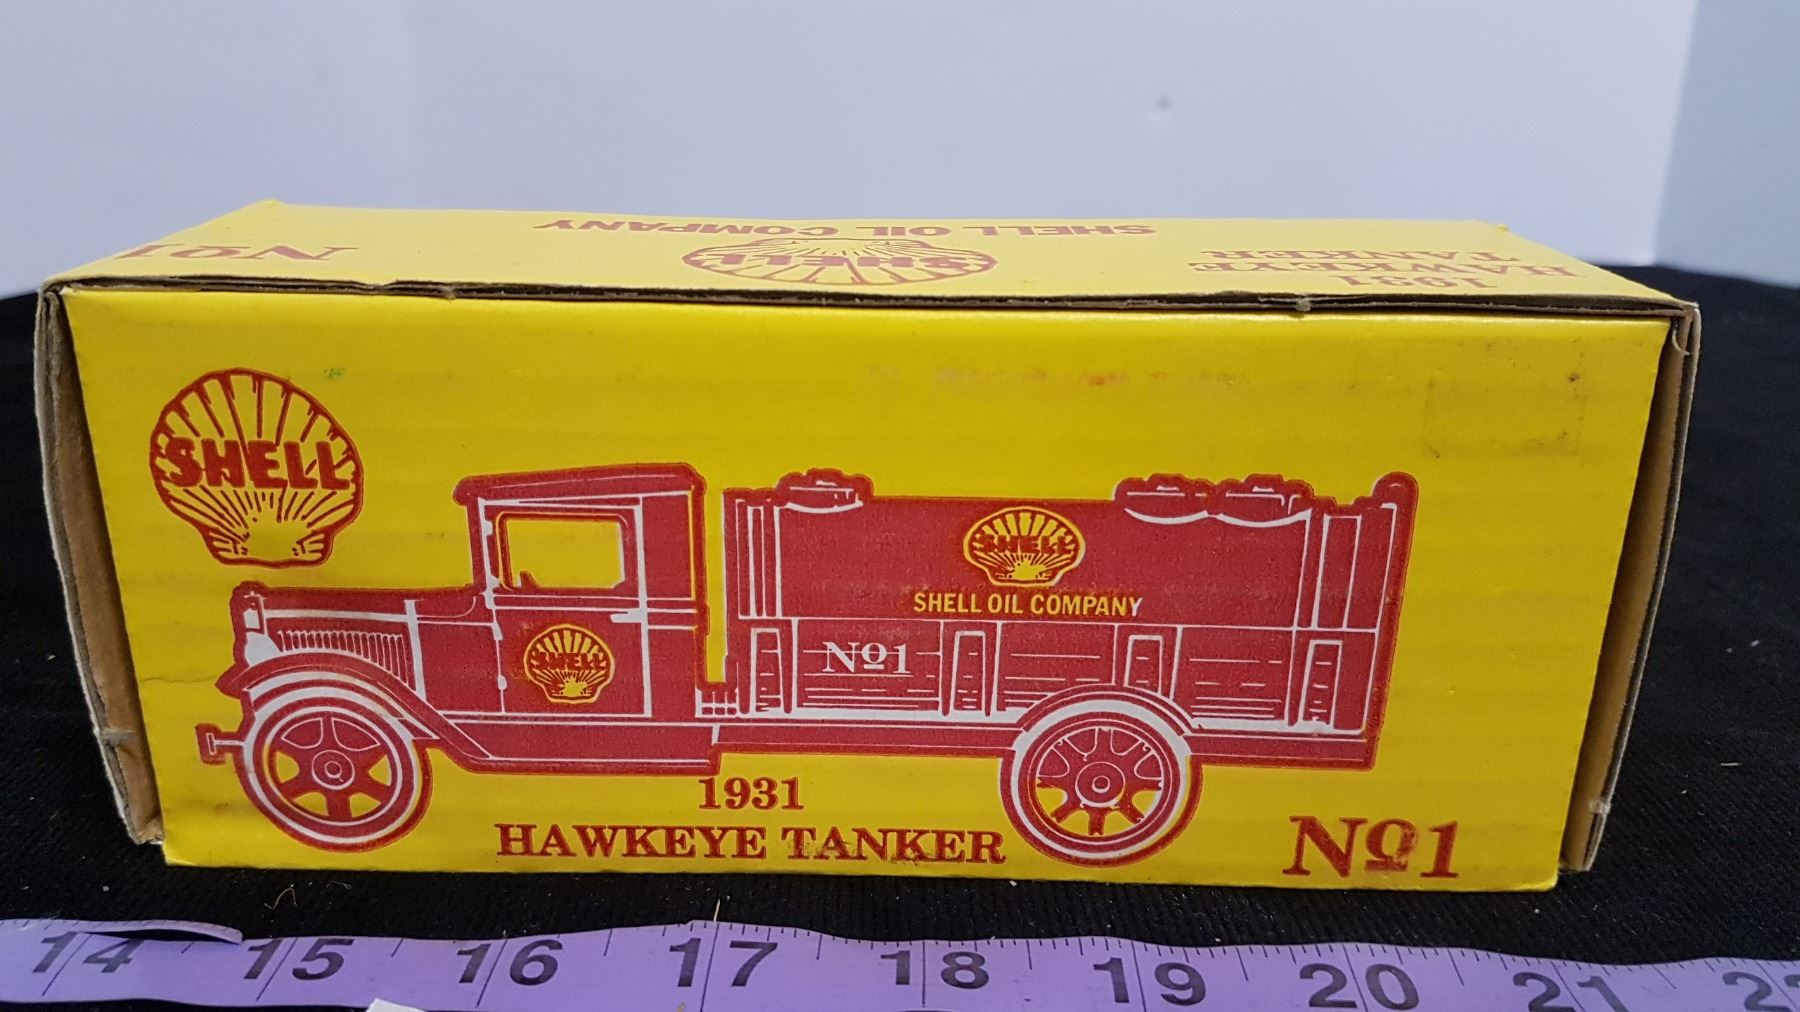 SHELL OIL COMPANY
SHELL
No1
1931
HAWKEYE
TANKER
SHELL
SHELL
SHELL OIL COMPANY
SHELL
Nº1
1931
HAWKEYE TANKER
Nº1
14 15 16 17 18 19 20 21 22